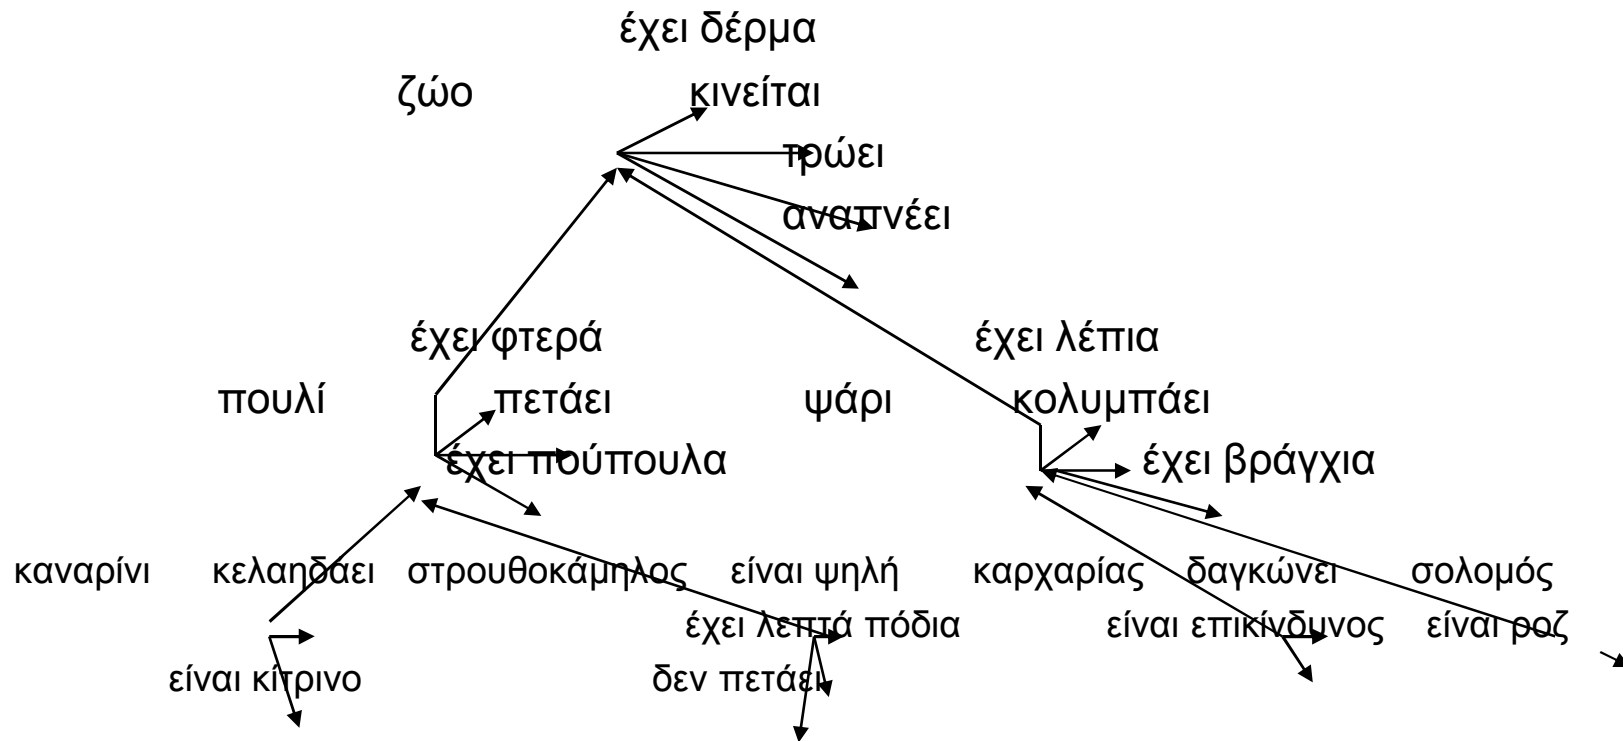 έχει δέρμα
ζώο κινείται
τρώει
αναπνέει
έχει φτερά έχει λέπια
πουλί πετάει ψάρι κολυμπάει
έχει πούπουλα έχει βράγχια
καναρίνι κελαηδάει στρουθοκάμηλος είναι ψηλή καρχαρίας δαγκώνει σολομός
έχει λεπτά πόδια είναι επικίνδυνος είναι ροζ
είναι κίτρινο δεν πετάει